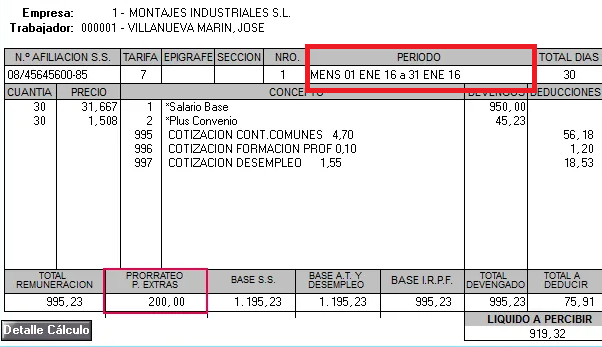 Empresa: 1 - MONTAJES INDUSTRIALES S.L.
Trabajador: 000001 - VILLANUEVA MARIN, JOSE
N.º AFILIACION S.S. TARIFA EPIGRAFE SECCION NRO. PERIODO TOTAL DIAS
08/45645600-85 7 1 MENS 01 ENE 16 a 31 ENE 16 30
CUANTIA PRECIO CONCEPTO DEVENGOS DEDUCCIONES
30 31,667 1 *Salario Base 950,00
30 1,508 2 *Plus Convenio 45,23
995 COTIZACION CONT.COMUNES 4,70 56,18
996 COTIZACION FORMACION PROF 0,10 1,20
997 COTIZACION DESEMPLEO 1,55 18,53
TOTAL REMUNERACION PRORRATEO P. EXTRAS BASE S.S. BASE A.T. Y DESEMPLEO BASE I.R.P.F. TOTAL DEVENGADO TOTAL A DEDUCIR
995,23 200,00 1.195,23 1.195,23 995,23 995,23 75,91
Detalle Cálculo
LIQUIDO A PERCIBIR
919,32